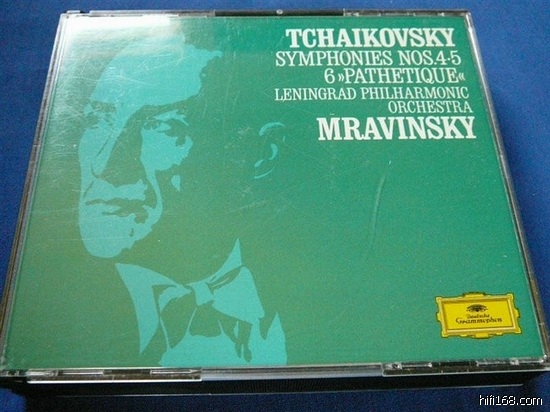 TCHAIKOVSKY
SYMPHONIES NOS.4·5
6 »PATHETIQUE«
LENINGRAD PHILHARMONIC
ORCHESTRA
MRAVINSKY
Deutsche
Grammophon
hifi168.com